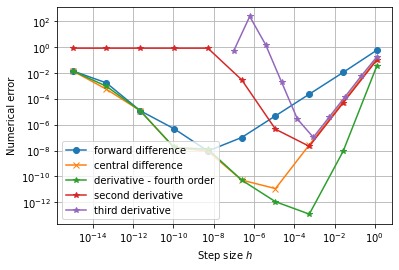 10²
10⁰
10⁻²
10⁻⁴
10⁻⁶
10⁻⁸
10⁻¹⁰
10⁻¹²
Numerical error
forward difference
central difference
derivative - fourth order
second derivative
third derivative
10⁻¹⁴ 10⁻¹² 10⁻¹⁰ 10⁻⁸ 10⁻⁶ 10⁻⁴ 10⁻² 10⁰
Step size h